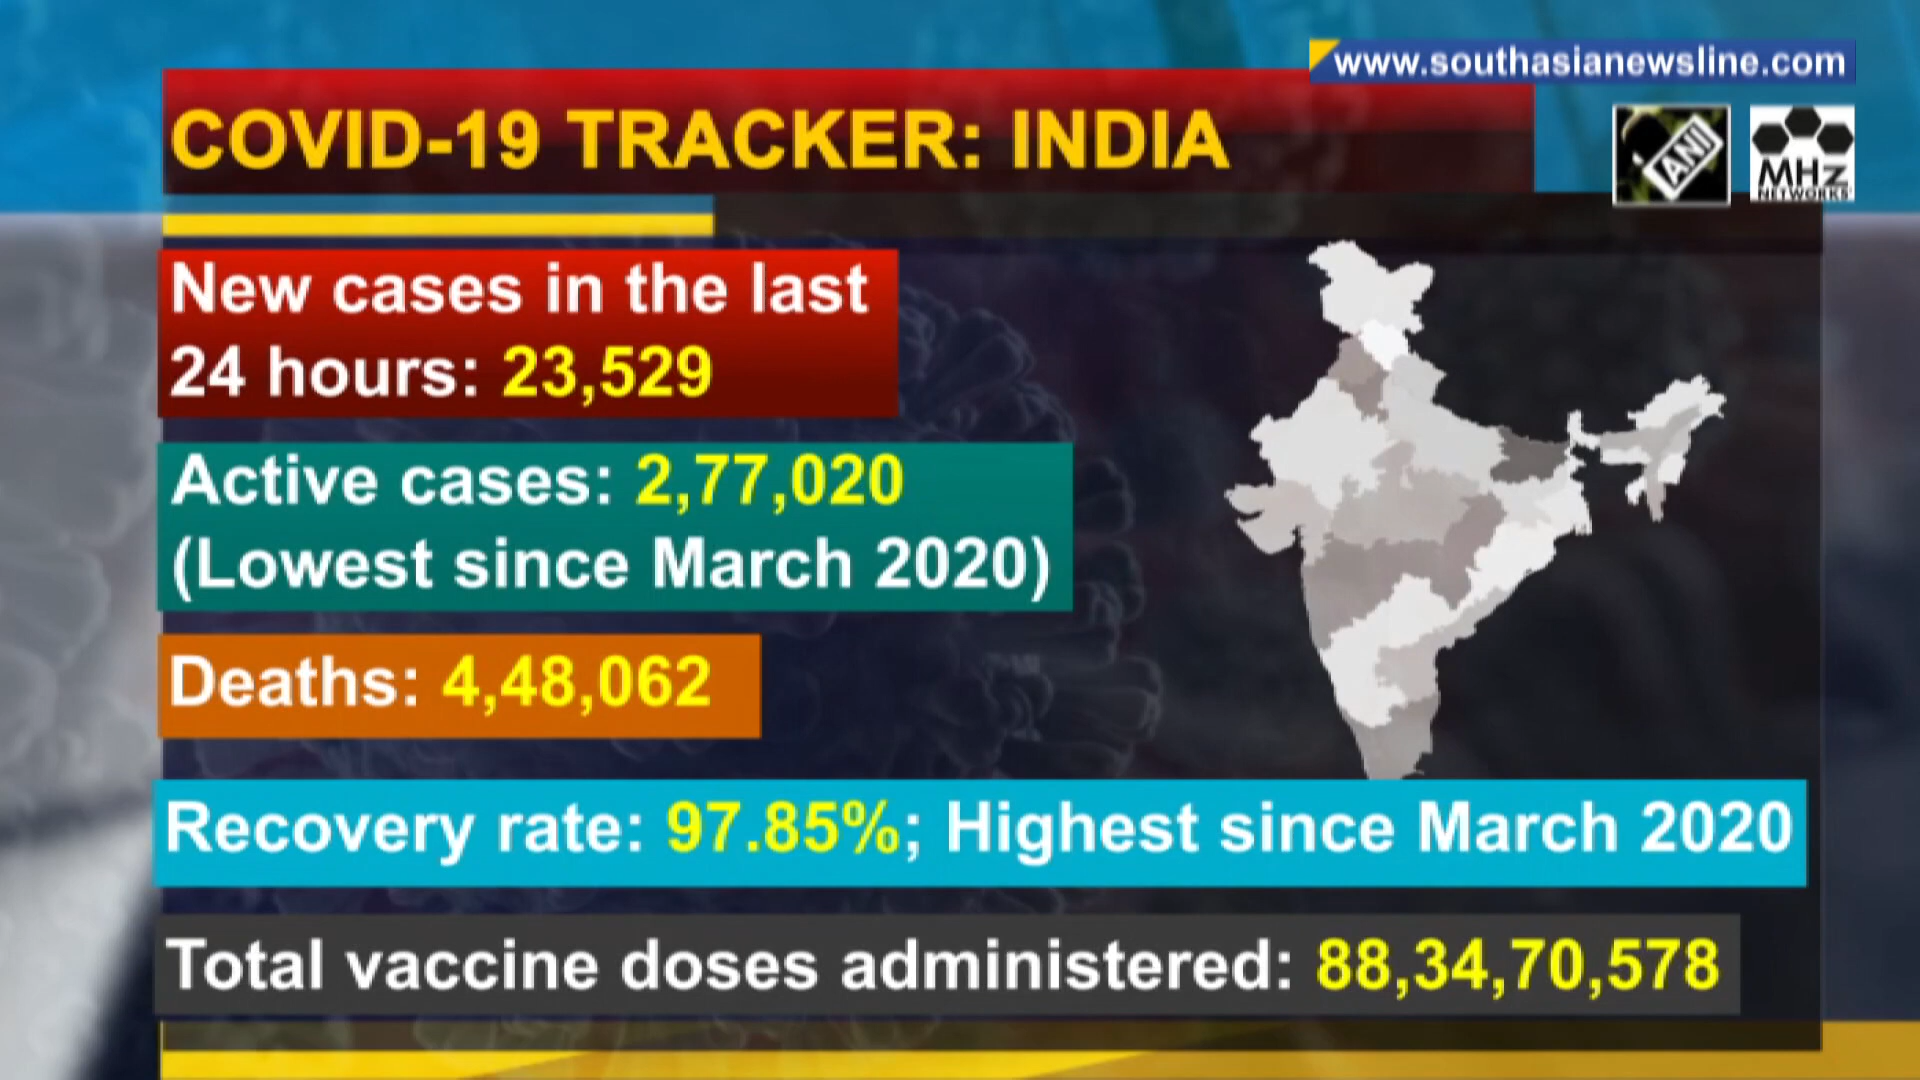 www.southasianewsline.com
COVID-19 TRACKER: INDIA
ANI
MHz
NETWORKS
New cases in the last
24 hours: 23,529
Active cases: 2,77,020
(Lowest since March 2020)
Deaths: 4,48,062
Recovery rate: 97.85%; Highest since March 2020
Total vaccine doses administered: 88,34,70,578